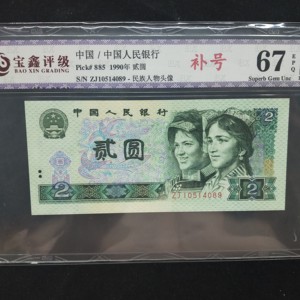 宝鑫评级
BAO XIN GRADING
中国 / 中国人民银行
Pick# 885 1990年 贰圆
S/N ZJ10514089 - 民族人物头像
补号
67
EPQ
Superb Gem Unc
中国人民银行
贰圆
2
2
ZJ10514089